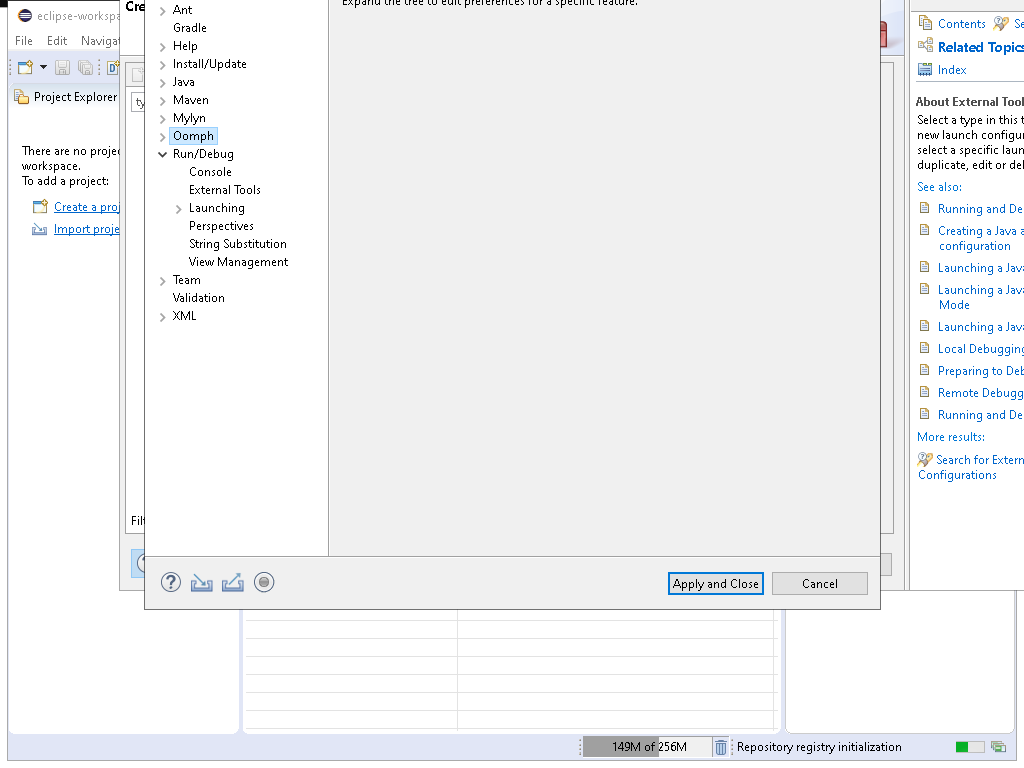 eclipse-workspa
Cre
File Edit Navigat
Project Explorer
ty
There are no projec
workspace.
To add a project:
Create a proj
Import proje
Filt
Ant
Gradle
Help
Install/Update
Java
Maven
Mylyn
Oomph
Run/Debug
Console
External Tools
Launching
Perspectives
String Substitution
View Management
Team
Validation
XML
Expand the tree to edit preferences for a specific feature.
Apply and Close Cancel
Contents Se
Related Topics
Index
About External Tool
Select a type in this t
new launch configur
select a specific laun
duplicate, edit or del
See also:
Running and De
Creating a Java a
configuration
Launching a Java
Launching a Java
Mode
Launching a Java
Local Debugging
Preparing to Deb
Remote Debugg
Running and De
More results:
Search for Extern
Configurations
149M of 256M
Repository registry initialization